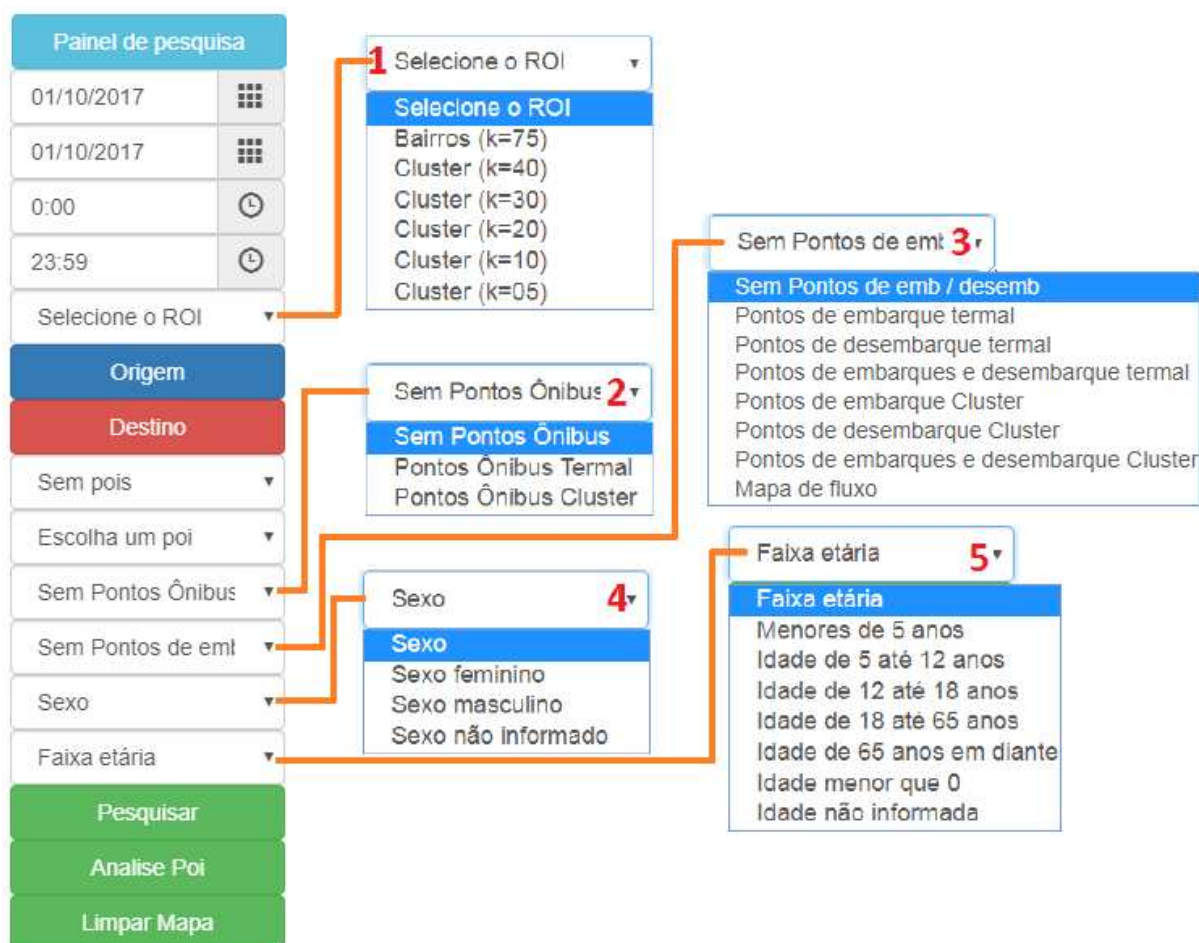 Painel de pesquisa
01/10/2017
01/10/2017
0:00
23:59
Selecione o ROI
Origem
Destino
Sem pois
Escolha um poi
Sem Pontos Ônibus
Sem Pontos de emb
Sexo
Faixa etária
Pesquisar
Analise Poi
Limpar Mapa
1 Selecione o ROI
Selecione o ROI
Bairros (k=75)
Cluster (k=40)
Cluster (k=30)
Cluster (k=20)
Cluster (k=10)
Cluster (k=05)
Sem Pontos Ônibus 2
Sem Pontos Ônibus
Pontos Ônibus Termal
Pontos Ônibus Cluster
Sem Pontos de emb 3
Sem Pontos de emb / desemb
Pontos de embarque termal
Pontos de desembarque termal
Pontos de embarques e desembarque termal
Pontos de embarque Cluster
Pontos de desembarque Cluster
Pontos de embarques e desembarque Cluster
Mapa de fluxo
Sexo 4
Sexo
Sexo feminino
Sexo masculino
Sexo não informado
Faixa etária 5
Faixa etária
Menores de 5 anos
Idade de 5 até 12 anos
Idade de 12 até 18 anos
Idade de 18 até 65 anos
Idade de 65 anos em diante
Idade menor que 0
Idade não informada